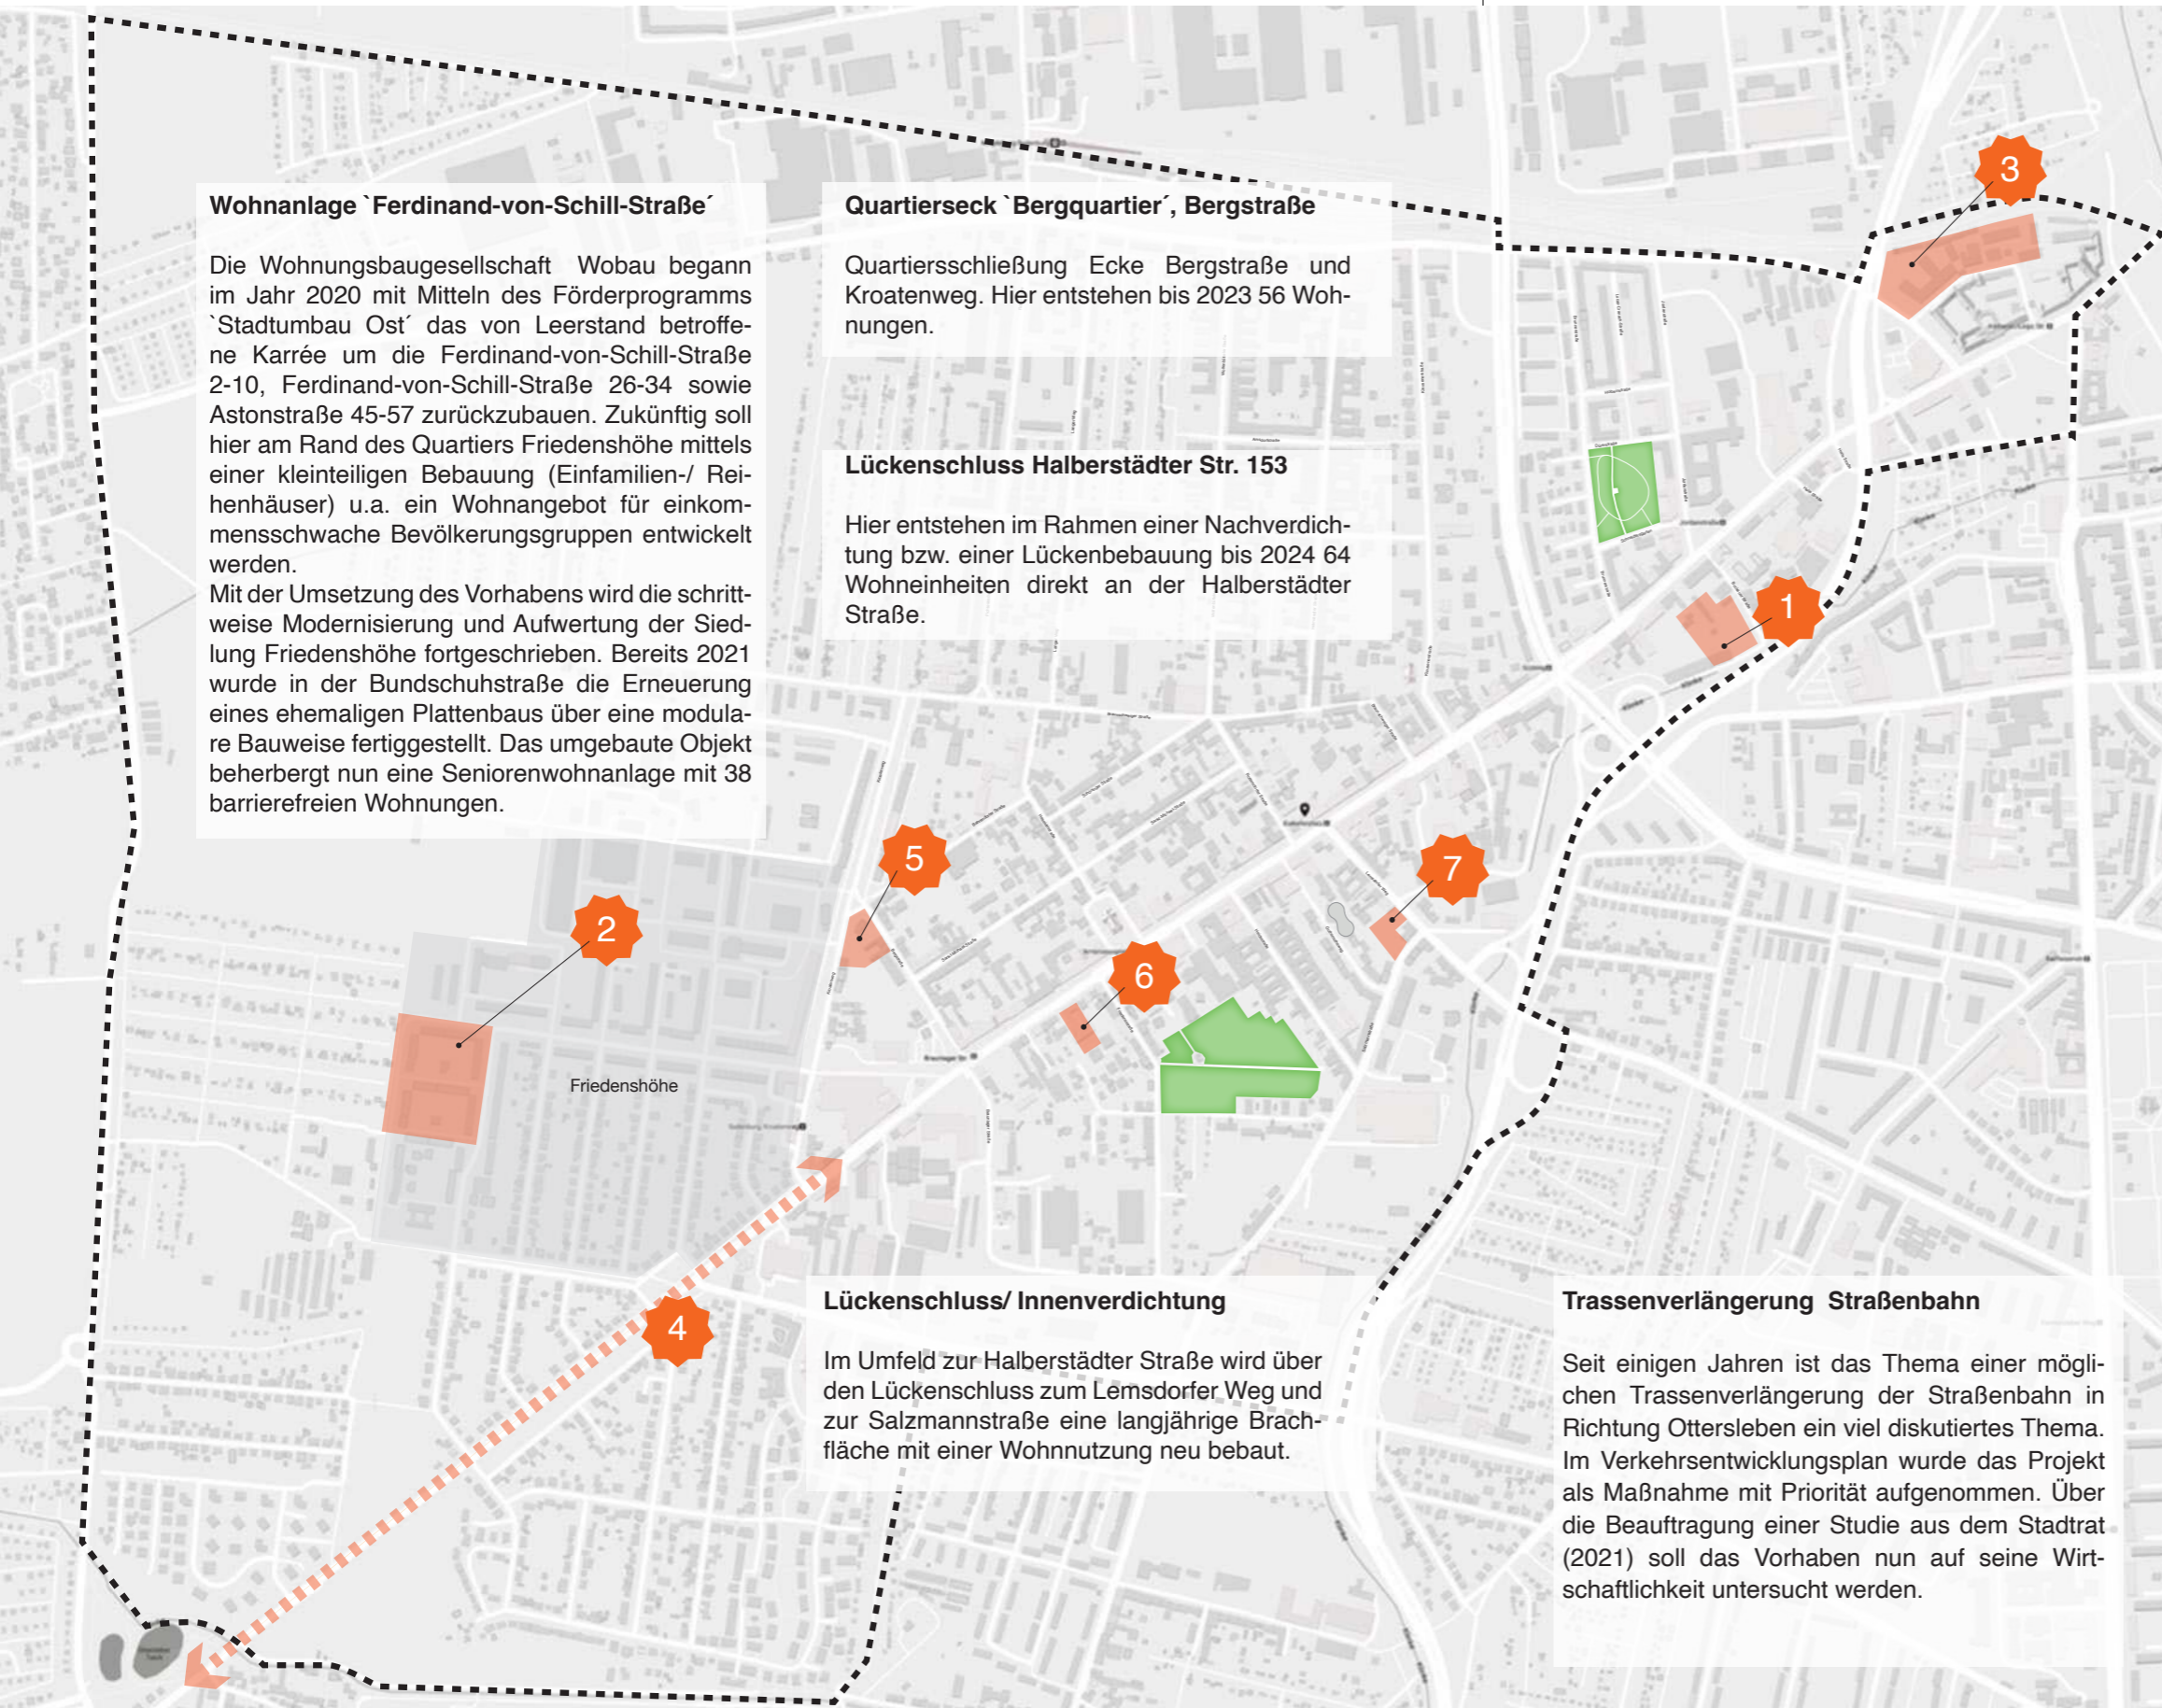 Wohnanlage `Ferdinand-von-Schill-Straße´
Die Wohnungsbaugesellschaft Wobau begann
im Jahr 2020 mit Mitteln des Förderprogramms
`Stadtumbau Ost´ das von Leerstand betroffe-
ne Karrée um die Ferdinand-von-Schill-Straße
2-10, Ferdinand-von-Schill-Straße 26-34 sowie
Astonstraße 45-57 zurückzubauen. Zukünftig soll
hier am Rand des Quartiers Friedenshöhe mittels
einer kleinteiligen Bebauung (Einfamilien-/ Rei-
henhäuser) u.a. ein Wohnangebot für einkom-
mensschwache Bevölkerungsgruppen entwickelt
werden.
Mit der Umsetzung des Vorhabens wird die schritt-
weise Modernisierung und Aufwertung der Sied-
lung Friedenshöhe fortgeschrieben. Bereits 2021
wurde in der Bundschuhstraße die Erneuerung
eines ehemaligen Plattenbaus über eine modula-
re Bauweise fertiggestellt. Das umgebaute Objekt
beherbergt nun eine Seniorenwohnanlage mit 38
barrierefreien Wohnungen.
Quartierseck `Bergquartier´, Bergstraße
Quartiersschließung Ecke Bergstraße und
Kroatenweg. Hier entstehen bis 2023 56 Woh-
nungen.
Lückenschluss Halberstädter Str. 153
Hier entstehen im Rahmen einer Nachverdich-
tung bzw. einer Lückenbebauung bis 2024 64
Wohneinheiten direkt an der Halberstädter
Straße.
3
1
5
7
2
6
Friedenshöhe
4
Lückenschluss/ Innenverdichtung
Im Umfeld zur Halberstädter Straße wird über
den Lückenschluss zum Lemsdorfer Weg und
zur Salzmannstraße eine langjährige Brach-
fläche mit einer Wohnnutzung neu bebaut.
Trassenverlängerung Straßenbahn
Seit einigen Jahren ist das Thema einer mögli-
chen Trassenverlängerung der Straßenbahn in
Richtung Ottersleben ein viel diskutiertes Thema.
Im Verkehrsentwicklungsplan wurde das Projekt
als Maßnahme mit Priorität aufgenommen. Über
die Beauftragung einer Studie aus dem Stadtrat
(2021) soll das Vorhaben nun auf seine Wirt-
schaftlichkeit untersucht werden.